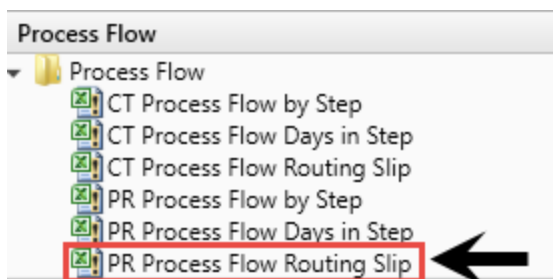 Process Flow
Process Flow
CT Process Flow by Step
CT Process Flow Days in Step
CT Process Flow Routing Slip
PR Process Flow by Step
PR Process Flow Days in Step
PR Process Flow Routing Slip